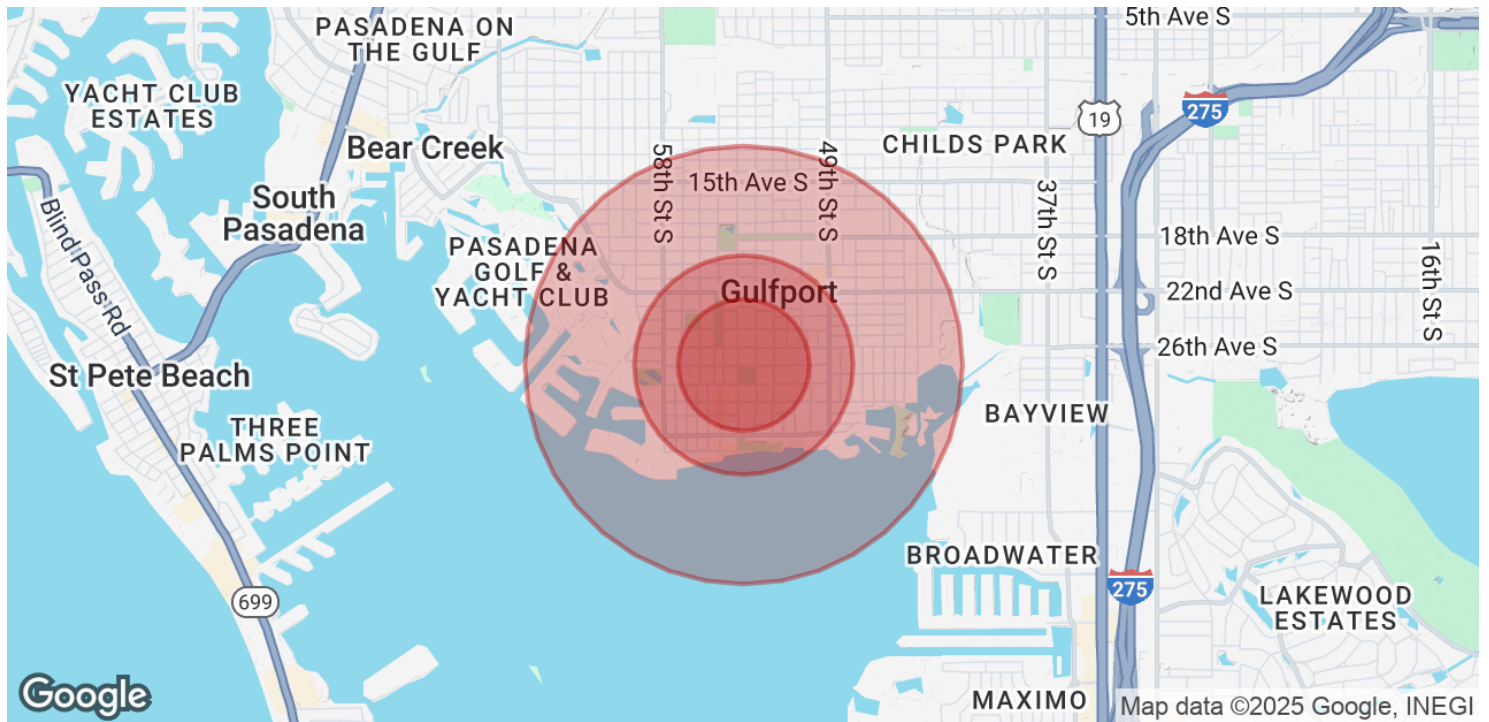 5th Ave S
PASADENA ON
THE GULF
YACHT CLUB
ESTATES
275
19
Bear Creek
CHILDS PARK
58th St S
49th St S
15th Ave S
37th St S
South
Pasadena
Blind Pass Rd
PASADENA
GOLF &
YACHT CLUB
18th Ave S
16th St S
Gulfport
22nd Ave S
26th Ave S
St Pete Beach
BAYVIEW
THREE
PALMS POINT
BROADWATER
275
699
LAKEWOOD
ESTATES
MAXIMO
Google
Map data ©2025 Google, INEGI